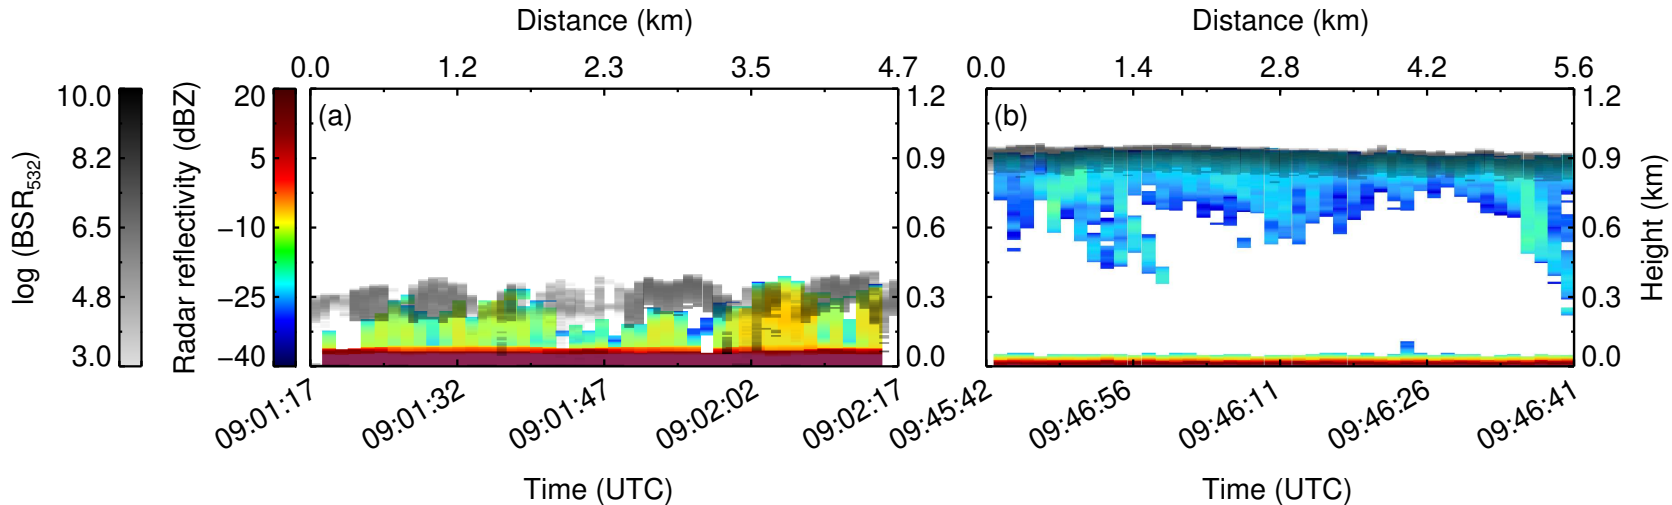 Distance (km)
Distance (km)
0.0 1.2 2.3 3.5 4.7
0.0 1.4 2.8 4.2 5.6
log (BSR532)
10.0
8.2
6.5
4.8
3.0
Radar reflectivity (dBZ)
20
5
−10
−25
−40
(a)
1.2
0.9
0.6
0.3
0.0
(b)
1.2
0.9
0.6
0.3
0.0
Height (km)
09:01:17 09:01:32 09:01:47 09:02:02 09:02:17
09:45:42 09:46:56 09:46:11 09:46:26 09:46:41
Time (UTC)
Time (UTC)